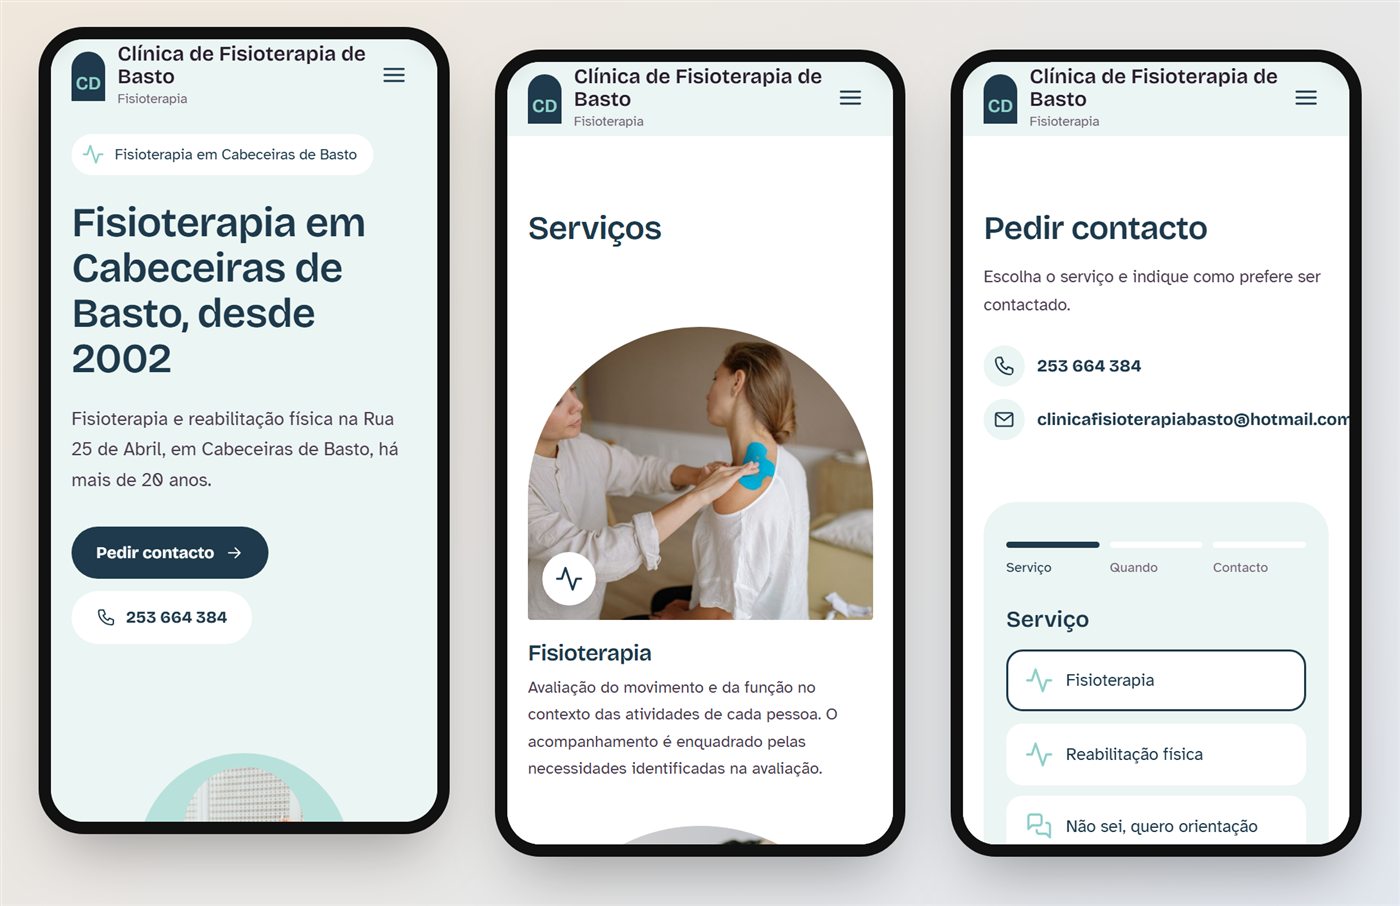 Clínica de Fisioterapia de
Basto
CD
Fisioterapia
Fisioterapia em Cabeceiras de Basto
Fisioterapia em
Cabeceiras de
Basto, desde
2002
Fisioterapia e reabilitação física na Rua
25 de Abril, em Cabeceiras de Basto, há
mais de 20 anos.
Pedir contacto
253 664 384
Clínica de Fisioterapia de
Basto
CD
Fisioterapia
Serviços
Fisioterapia
Avaliação do movimento e da função no
contexto das atividades de cada pessoa. O
acompanhamento é enquadrado pelas
necessidades identificadas na avaliação.
Clínica de Fisioterapia de
Basto
CD
Fisioterapia
Pedir contacto
Escolha o serviço e indique como prefere ser
contactado.
253 664 384
clinicafisioterapiabasto@hotmail.com
Serviço
Quando
Contacto
Serviço
Fisioterapia
Reabilitação física
Não sei, quero orientação